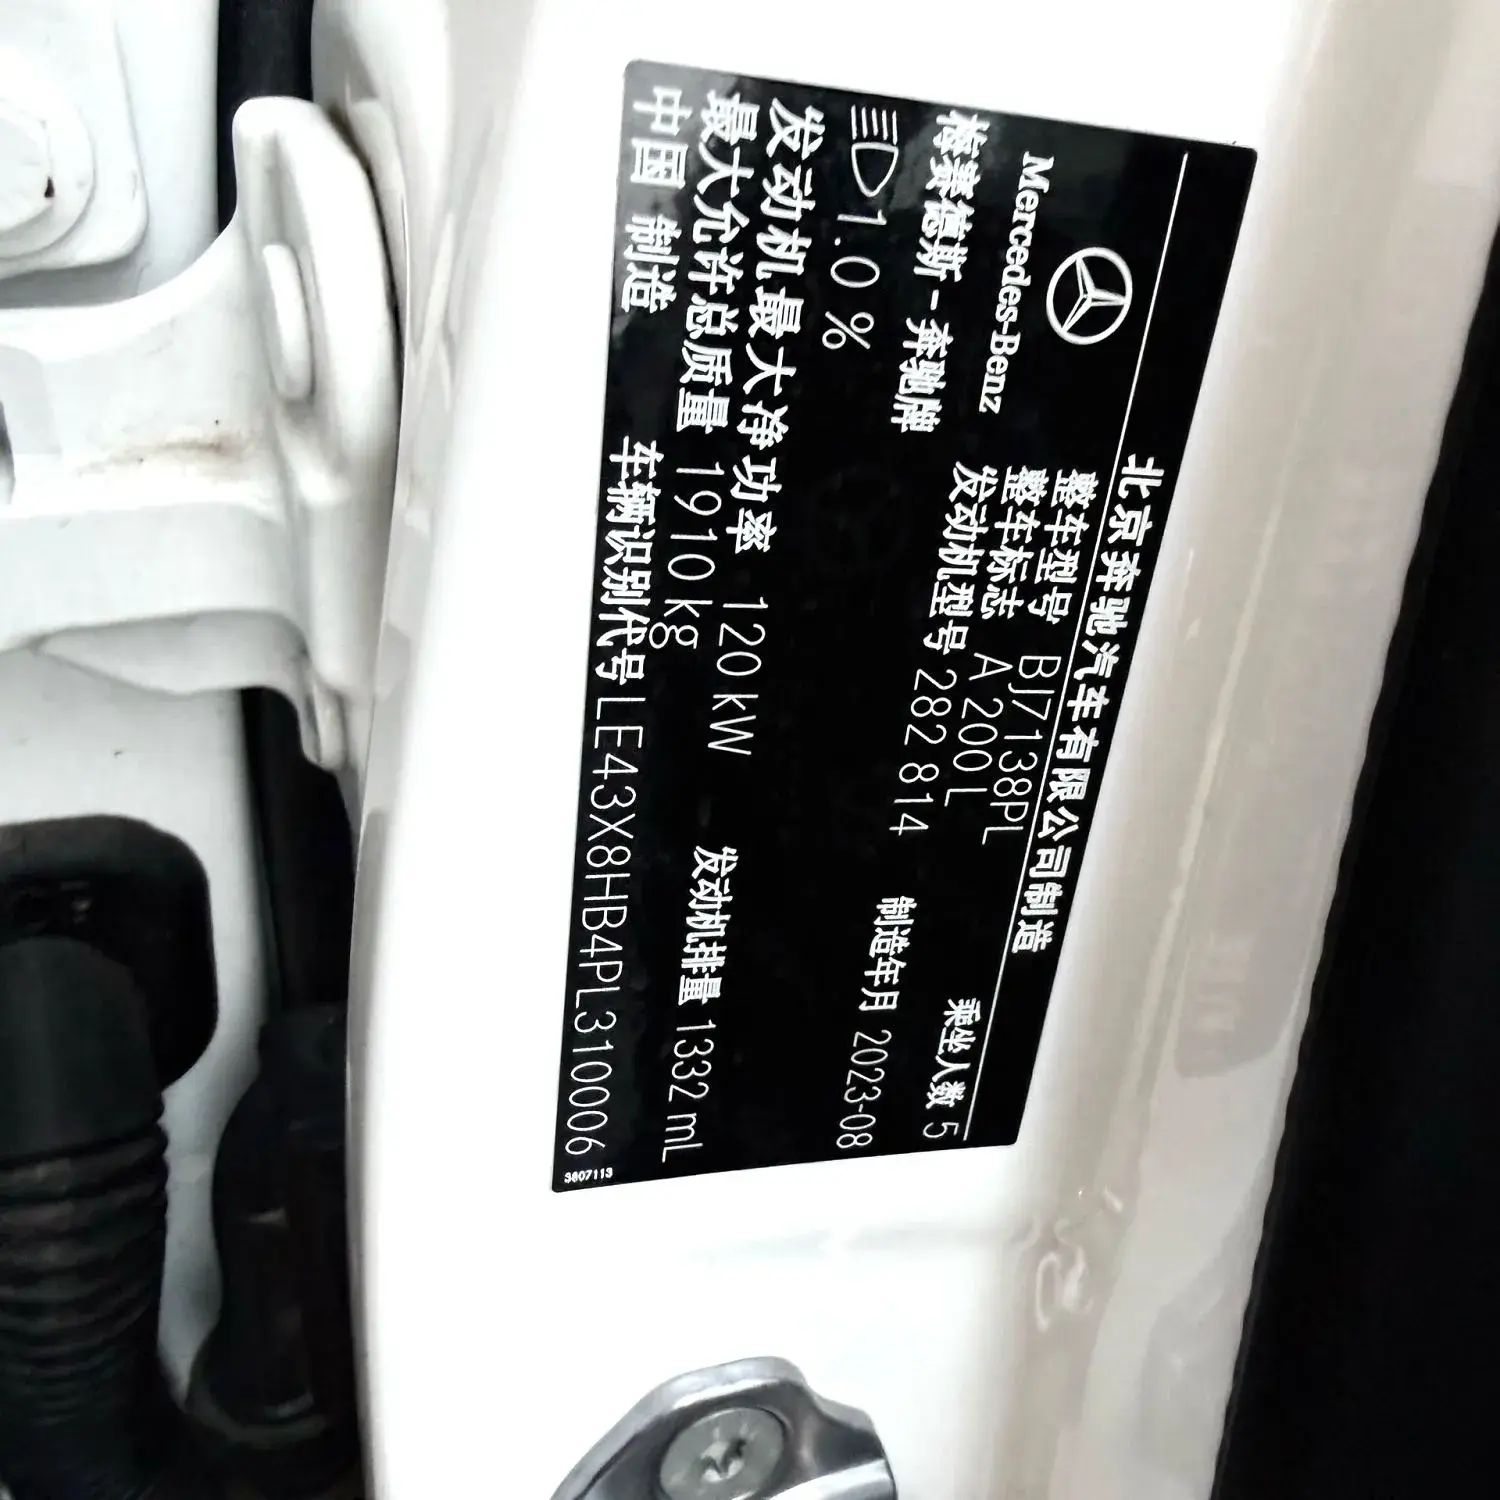 北京奔驰汽车有限公司制造
Mercedes-Benz
整车型号 BJ7138PL
整车标志 A 200 L
乘坐人数 5
梅赛德斯-奔驰牌
发动机型号 282 814
制造年月 2023-08
1.0 %
发动机最大净功率 120 kW
发动机排量 1332 mL
最大允许总质量 1910 kg
中国 制造
车辆识别代号 LE43X8HB4PL310006
3607113